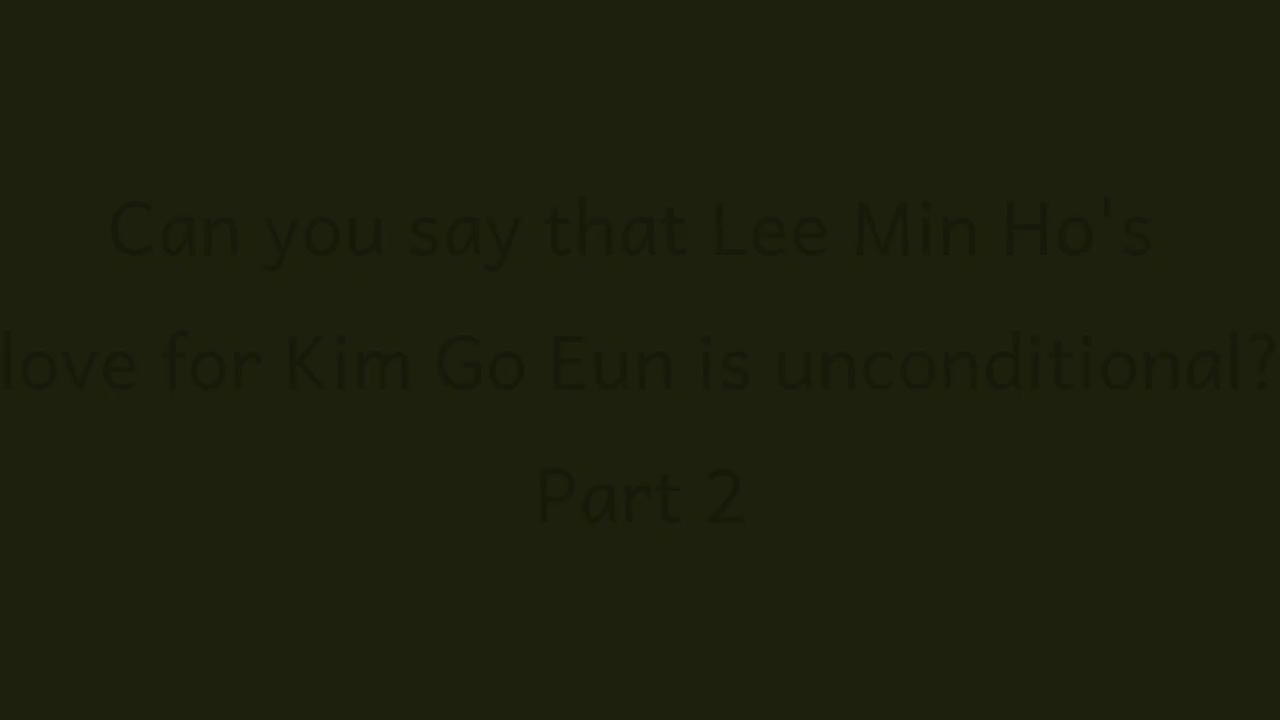 Can you say that Lee Min Ho's
love for Kim Go Eun is unconditional?
Part 2